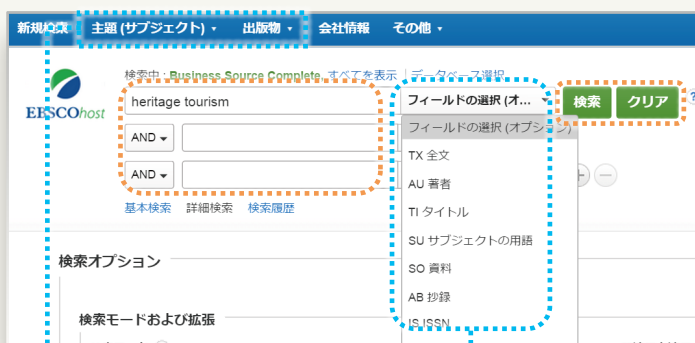 新規検索 主題 (サブジェクト) 出版物 会社情報 その他
検索中: Business Source Complete, すべてを表示 | データベース選択
EBSCOhost
heritage tourism フィールドの選択 (オ... 検索 クリア ?
フィールドの選択 (オプション)
AND
TX 全文
AND
AU 著者
基本検索 詳細検索 検索履歴
TI タイトル
SU サブジェクトの用語
検索オプション
SO 資料
AB 抄録
検索モードおよび拡張
IS ISSN